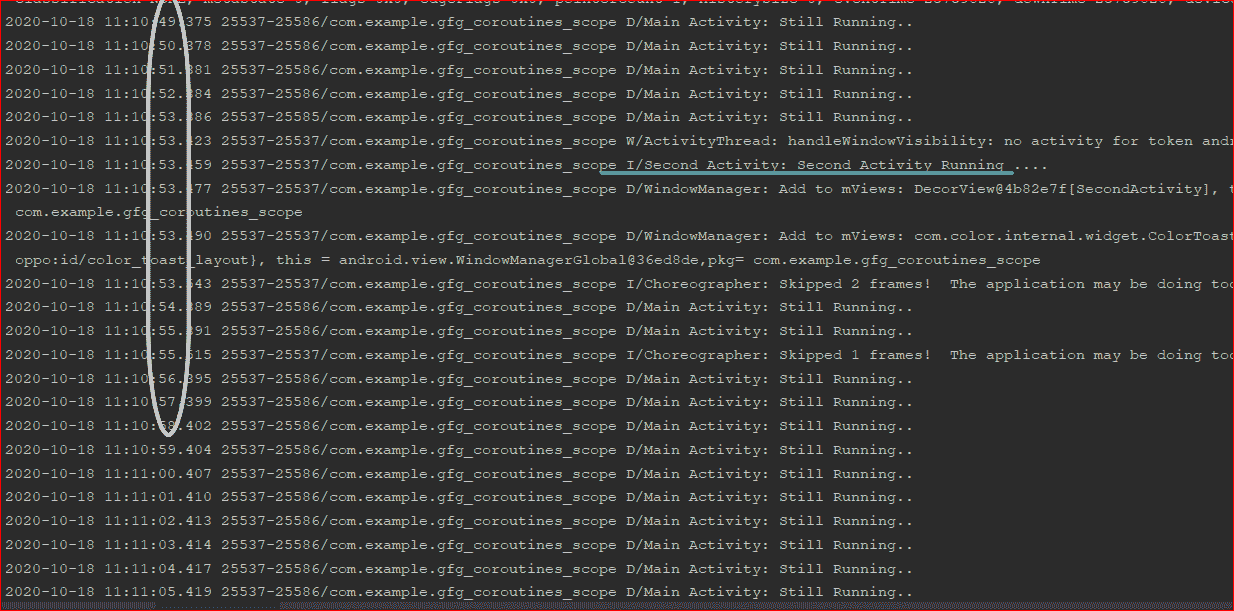 2020-10-18 11:10:49.375 25537-25586/com.example.gfg_coroutines_scope D/Main Activity: Still Running..
2020-10-18 11:10:50.378 25537-25586/com.example.gfg_coroutines_scope D/Main Activity: Still Running..
2020-10-18 11:10:51.381 25537-25586/com.example.gfg_coroutines_scope D/Main Activity: Still Running..
2020-10-18 11:10:52.384 25537-25586/com.example.gfg_coroutines_scope D/Main Activity: Still Running..
2020-10-18 11:10:53.386 25537-25585/com.example.gfg_coroutines_scope D/Main Activity: Still Running..
2020-10-18 11:10:53.423 25537-25537/com.example.gfg_coroutines_scope W/ActivityThread: handleWindowVisibility: no activity for token
2020-10-18 11:10:53.459 25537-25537/com.example.gfg_coroutines_scope I/Second Activity: Second Activity Running ....
2020-10-18 11:10:53.477 25537-25537/com.example.gfg_coroutines_scope D/WindowManager: Add to mViews: DecorView@4b82e7f[SecondActivity],
com.example.gfg_coroutines_scope
2020-10-18 11:10:53.490 25537-25537/com.example.gfg_coroutines_scope D/WindowManager: Add to mViews: com.color.internal.widget.ColorToast
oppo:id/color_toast_layout}, this = android.view.WindowManagerGlobal@36ed8de,pkg= com.example.gfg_coroutines_scope
2020-10-18 11:10:53.543 25537-25537/com.example.gfg_coroutines_scope I/Choreographer: Skipped 2 frames!  The application may be doing too
2020-10-18 11:10:54.389 25537-25586/com.example.gfg_coroutines_scope D/Main Activity: Still Running..
2020-10-18 11:10:55.391 25537-25586/com.example.gfg_coroutines_scope D/Main Activity: Still Running..
2020-10-18 11:10:55.515 25537-25537/com.example.gfg_coroutines_scope I/Choreographer: Skipped 1 frames!  The application may be doing too
2020-10-18 11:10:56.395 25537-25586/com.example.gfg_coroutines_scope D/Main Activity: Still Running..
2020-10-18 11:10:57.399 25537-25586/com.example.gfg_coroutines_scope D/Main Activity: Still Running..
2020-10-18 11:10:58.402 25537-25586/com.example.gfg_coroutines_scope D/Main Activity: Still Running..
2020-10-18 11:10:59.404 25537-25586/com.example.gfg_coroutines_scope D/Main Activity: Still Running..
2020-10-18 11:11:00.407 25537-25586/com.example.gfg_coroutines_scope D/Main Activity: Still Running..
2020-10-18 11:11:01.410 25537-25586/com.example.gfg_coroutines_scope D/Main Activity: Still Running..
2020-10-18 11:11:02.413 25537-25586/com.example.gfg_coroutines_scope D/Main Activity: Still Running..
2020-10-18 11:11:03.414 25537-25586/com.example.gfg_coroutines_scope D/Main Activity: Still Running..
2020-10-18 11:11:04.417 25537-25586/com.example.gfg_coroutines_scope D/Main Activity: Still Running..
2020-10-18 11:11:05.419 25537-25586/com.example.gfg_coroutines_scope D/Main Activity: Still Running..